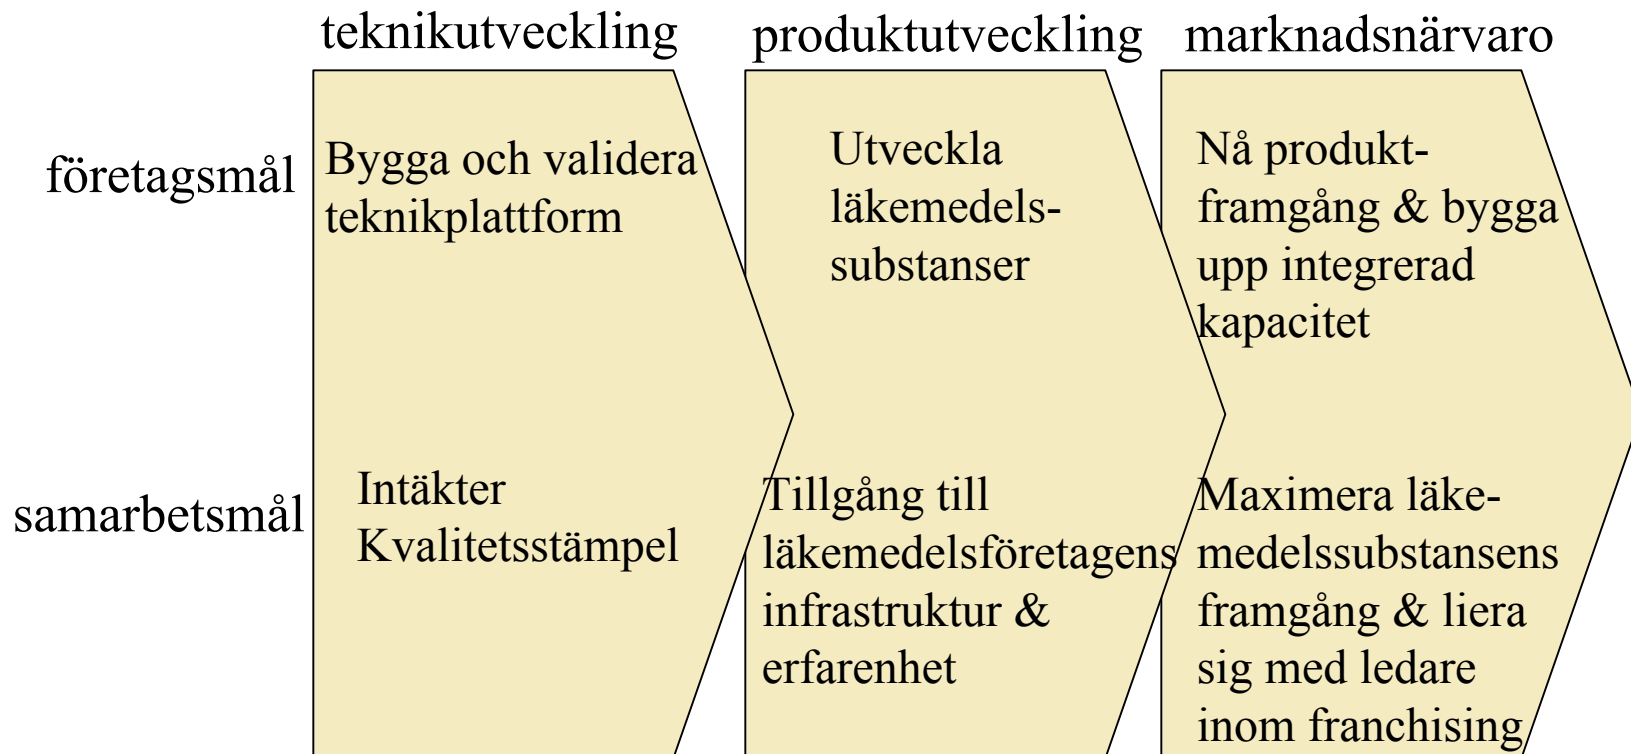 teknikutveckling
produktutveckling
marknadsnärvaro
företagsmål
Bygga och validera
teknikplattform
Utveckla
läkemedels-
substanser
Nå produkt-
framgång & bygga
upp integrerad
kapacitet
samarbetsmål
Intäkter
Kvalitetsstämpel
Tillgång till
läkemedelsföretagens
infrastruktur &
erfarenhet
Maximera läke-
medelssubstansens
framgång & liera
sig med ledare
inom franchising